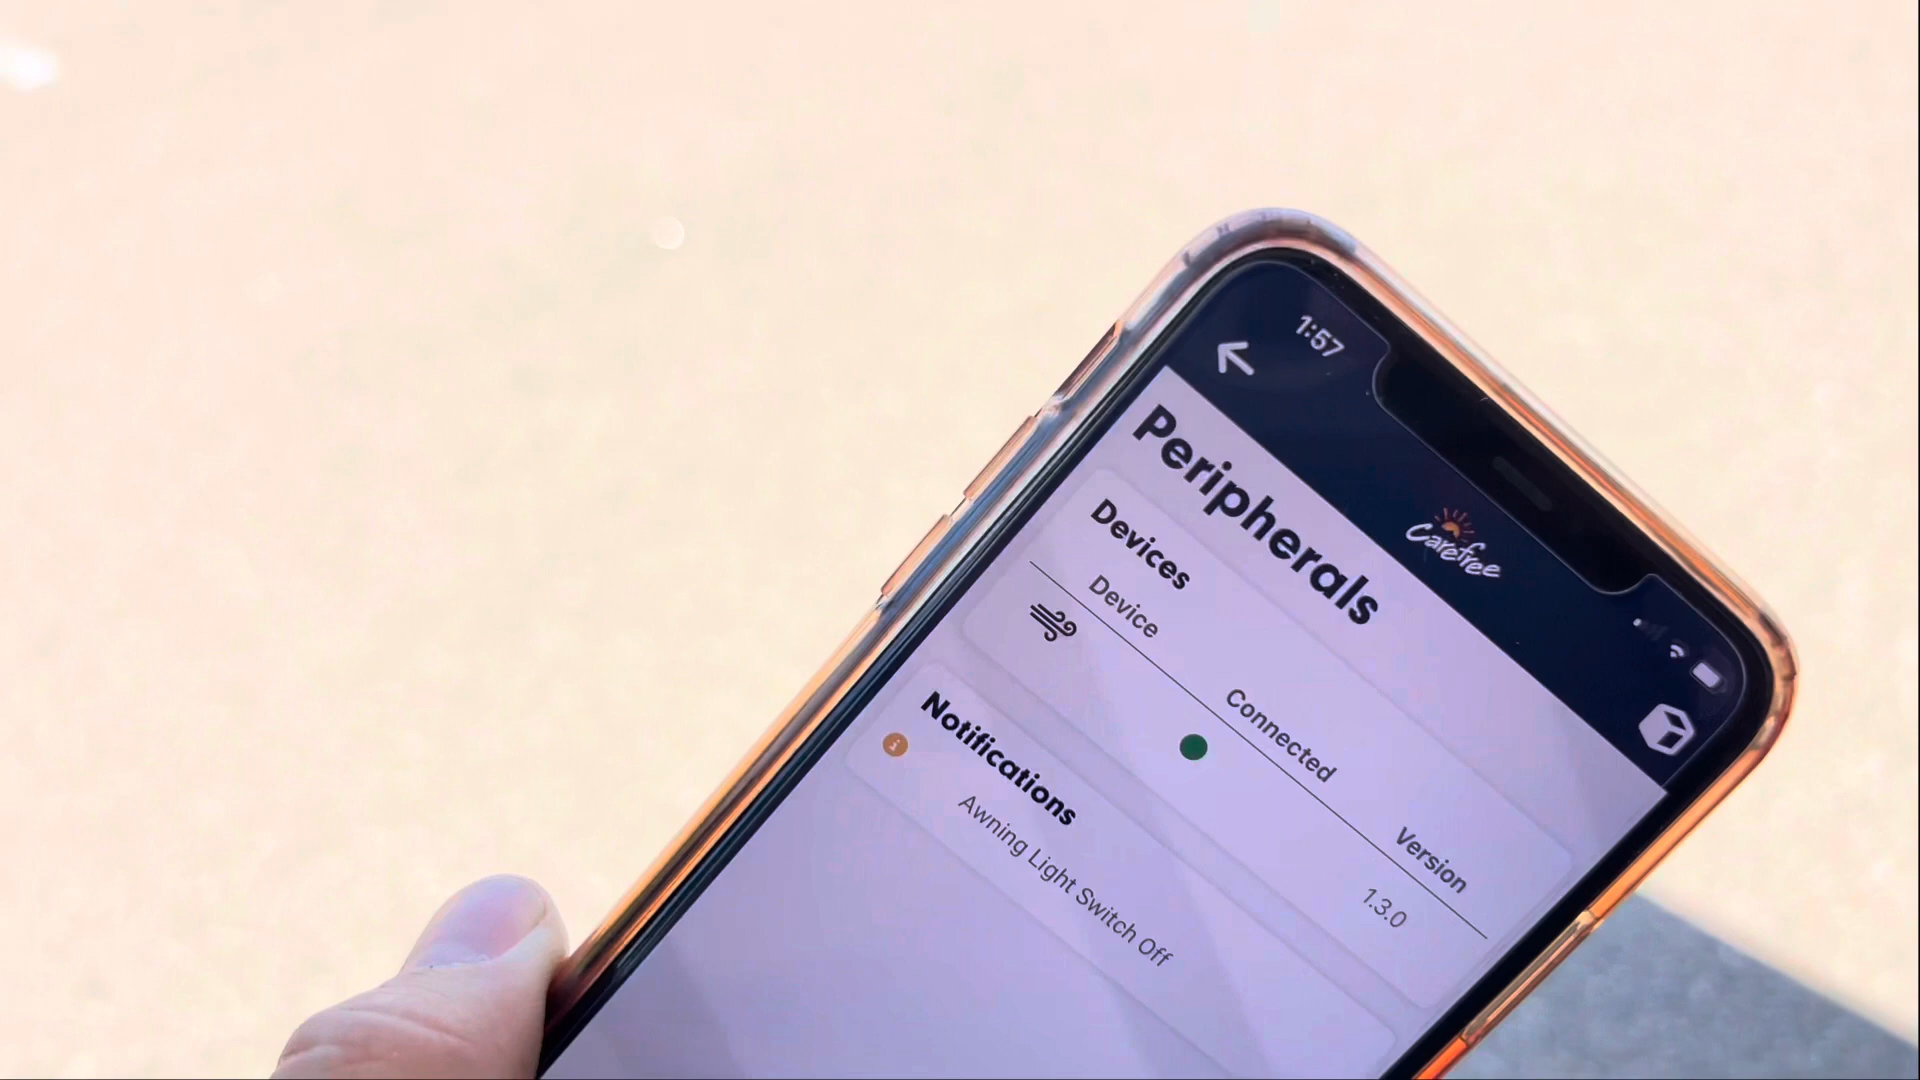 1:57
Carefree
Peripherals
Devices
Device Connected Version
1.3.0
Notifications
i
Awning Light Switch Off